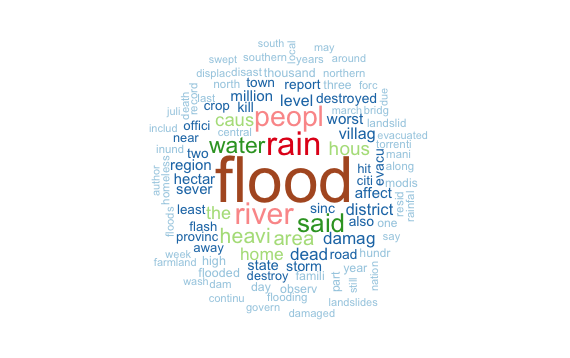 south
may
local
southern
years
around
swept
displac
disast
thousand
northern
north
town
report
three
forc
record
last
million
level
destroyed
death
crop
kill
march
bridg
due
juli
caus
peopl
worst
landslid
offici
includ
central
villag
evacuated
near
water
rain
torrenti
inund
two
hous
evacu
mani
region
flood
hit
along
author
hectar
citi
modis
homeless
sever
affect
resid
rainfal
least
the
river
sinc
district
floods
flash
said
also
one
provinc
heavi
area
damag
say
away
home
dead
road
hundr
week
high
state
storm
year
nation
farmland
flooded
destroy
famili
part
still
wash
dam
day
observ
continu
flooding
landslides
govern
damaged